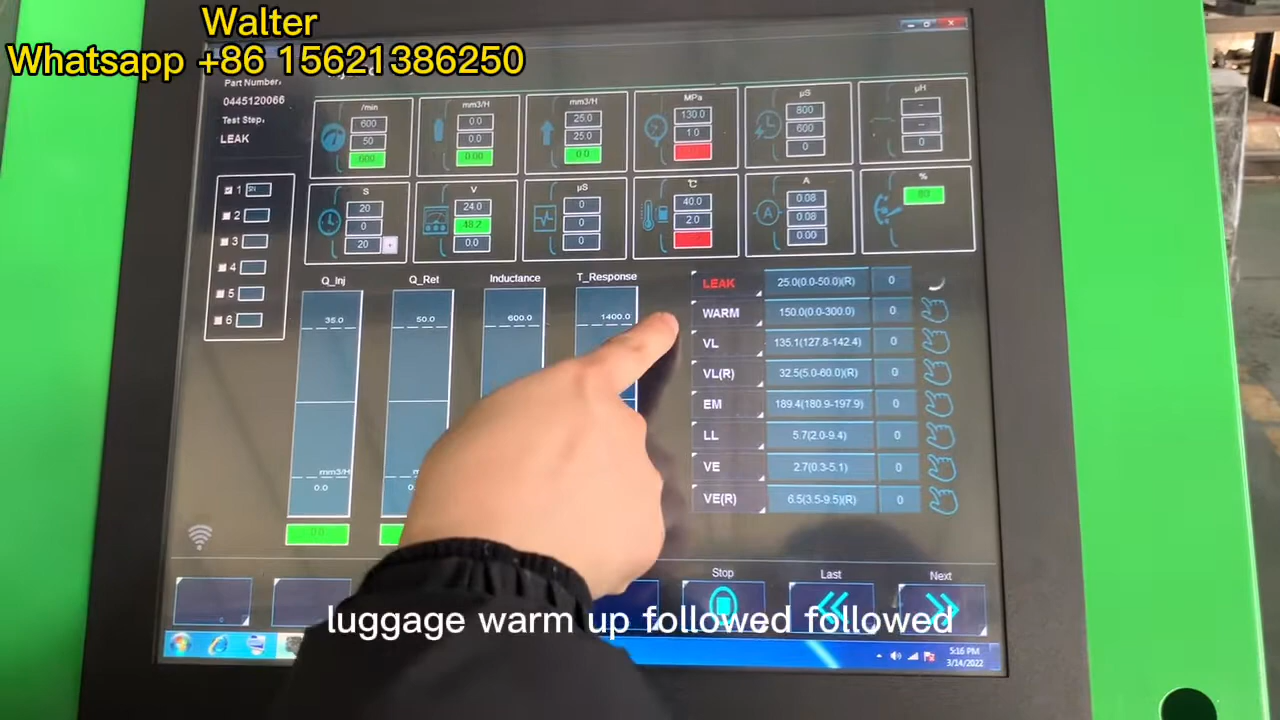 Walter
Whatsapp +86 15621386250
Part Number.
0445120066
Test Step.
LEAK
/min
600
50
600
mm3/H
0.0
0.0
0.00
mm3/H
25.0
25.0
0.0
MPa
130.0
1.0
µS
800
600
0
µH
--
--
0
S
20
0
20
V
24.0
48.2
0.0
µS
0
0
0
℃
40.0
2.0
A
0.08
0.08
0.00
%
1
2
3
4
5
6
Q_Inj
Q_Ret
Inductance
T_Response
35.0
50.0
600.0
1400.0
mm3/H
0.0
0.0
LEAK 25.0(0.0-50.0)(R) 0
WARM 150.0(0.0-300.0) 0
VL 135.1(127.8-142.4) 0
VL(R) 32.5(5.0-60.0)(R) 0
EM 189.4(180.9-197.9) 0
LL 5.7(2.0-9.4) 0
VE 2.7(0.3-5.1) 0
VE(R) 6.5(3.5-9.5)(R) 0
Stop
Last
Next
luggage warm up followed followed
5:16 PM
3/14/2022